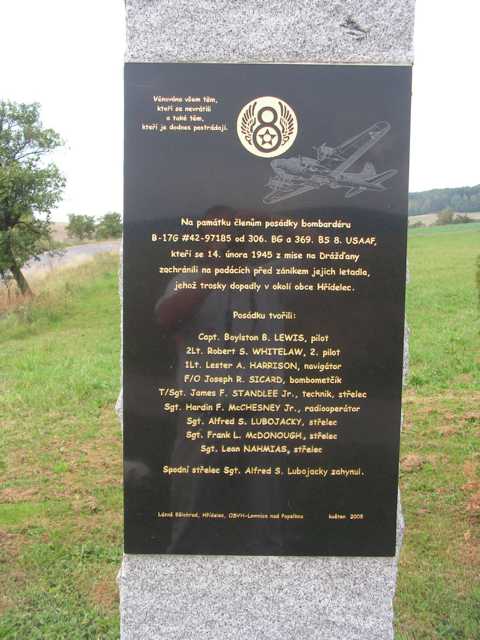 Věnováno všem těm,
kteří se nevrátili
a také těm,
kteří je dodnes postrádají.
8
Na památku členům posádky bombardéru
B-17G #42-97185 od 306. BG a 369. BS 8. USAAF,
kteří se 14. února 1945 z mise na Drážďany
zachránili na padácích před zánikem jejich letadla,
jehož trosky dopadly v okolí obce Hřídelec.
Posádku tvořili:
Capt. Boylston B. LEWIS, pilot
2Lt. Robert S. WHITELAW, 2. pilot
1Lt. Lester A. HARRISON, navigátor
F/O Joseph R. SICARD, bombometčík
T/Sgt. James F. STANDLEE Jr., technik, střelec
Sgt. Hardin F. McCHESNEY Jr., radiooperátor
Sgt. Alfred S. LUBOJACKY, střelec
Sgt. Frank L. McDONOUGH, střelec
Sgt. Leon NAHMIAS, střelec
Spodní střelec Sgt. Alfred S. Lubojacky zahynul.
Lázně Bělohrad, Hřídelec, OBVH-Lomnice nad Popelkou květen 2005